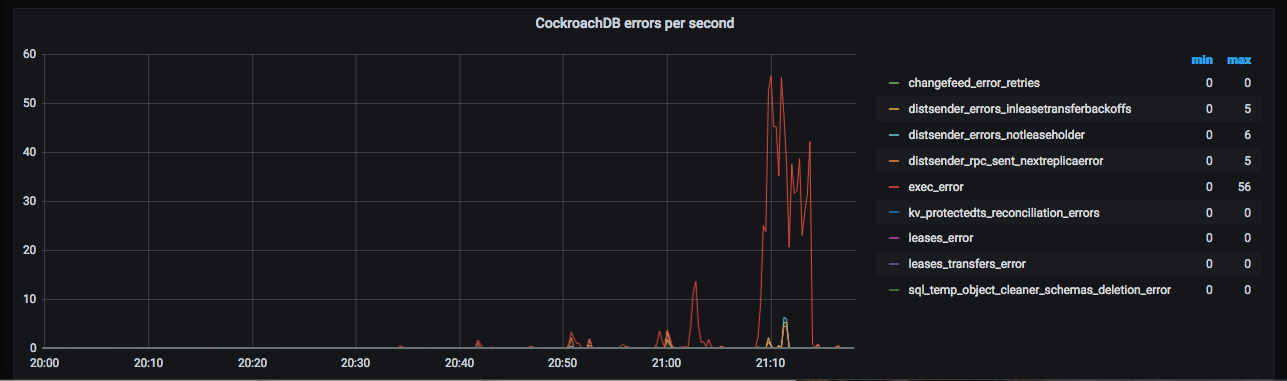 CockroachDB errors per second
min max
changefeed_error_retries 0 0
distsender_errors_inleasetransferbackoffs 0 5
distsender_errors_notleaseholder 0 6
distsender_rpc_sent_nextreplicaerror 0 5
exec_error 0 56
kv_protectedts_reconciliation_errors 0 0
leases_error 0 0
leases_transfers_error 0 0
sql_temp_object_cleaner_schemas_deletion_error 0 0
60
50
40
30
20
10
0
20:00 20:10 20:20 20:30 20:40 20:50 21:00 21:10